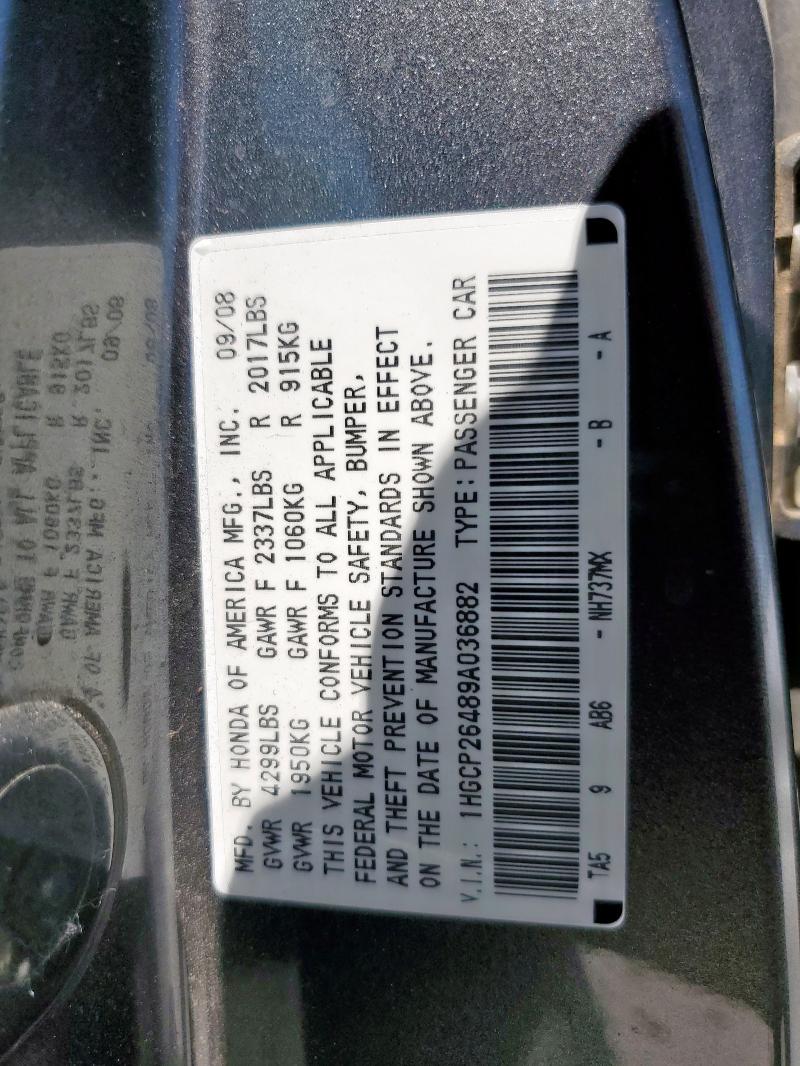 MFD. BY HONDA OF AMERICA MFG., INC. 09/08
GVWR 4299LBS GAWR F 2337LBS R 2017LBS
GVWR 1950KG GAWR F 1060KG R 915KG
THIS VEHICLE CONFORMS TO ALL APPLICABLE
FEDERAL MOTOR VEHICLE SAFETY, BUMPER,
AND THEFT PREVENTION STANDARDS IN EFFECT
ON THE DATE OF MANUFACTURE SHOWN ABOVE.
V.I.N.: 1HGCP26489A036882 TYPE: PASSENGER CAR
TA5 9 AB6 - NH737MX - B - A